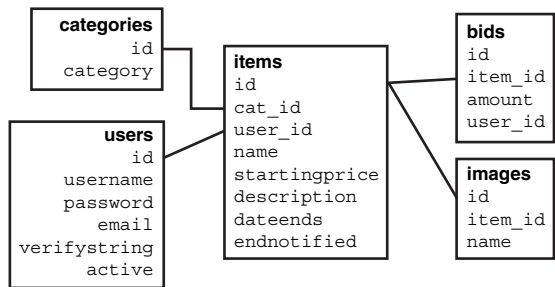 categories
id
category
users
id
username
password
email
verifystring
active
items
id
cat_id
user_id
name
startingprice
description
dateends
endnotified
bids
id
item_id
amount
user_id
images
id
item_id
name